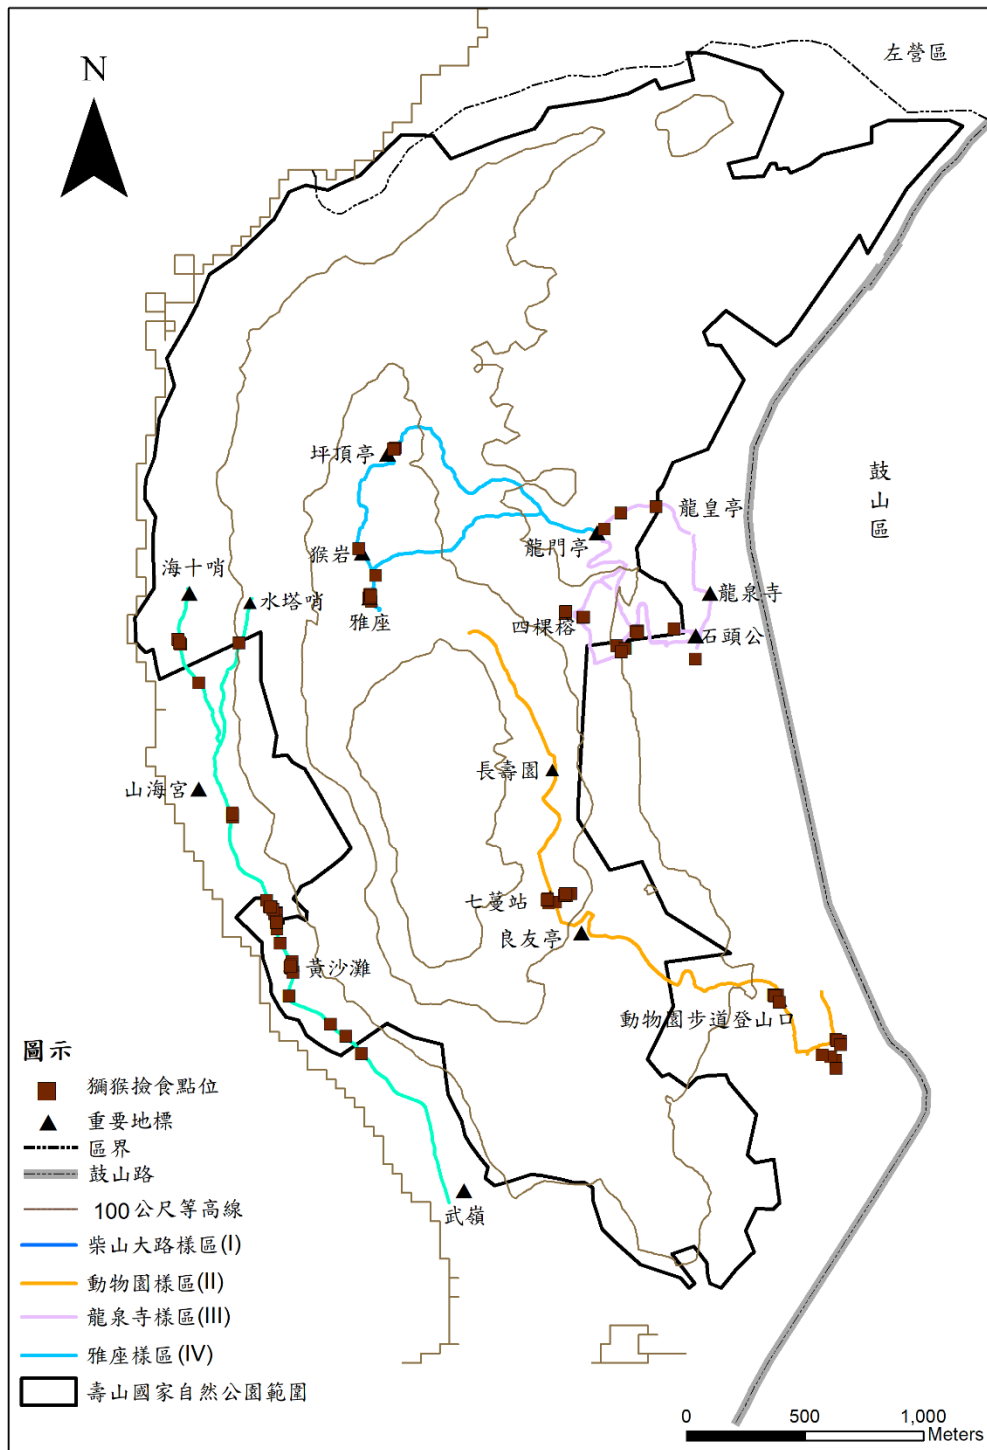 左營區
N
鼓山區
坪頂亭
龍皇亭
龍門亭
猴岩
海十哨
水塔哨
雅座
龍泉寺
四棵榕
石頭公
長壽園
山海宮
七蔓站
良友亭
黃沙灘
動物園步道登山口
武嶺
圖示
獼猴撿食點位
重要地標
區界
鼓山路
100公尺等高線
柴山大路樣區(I)
動物園樣區(II)
龍泉寺樣區(III)
雅座樣區(IV)
壽山國家自然公園範圍
0 500 1,000
Meters